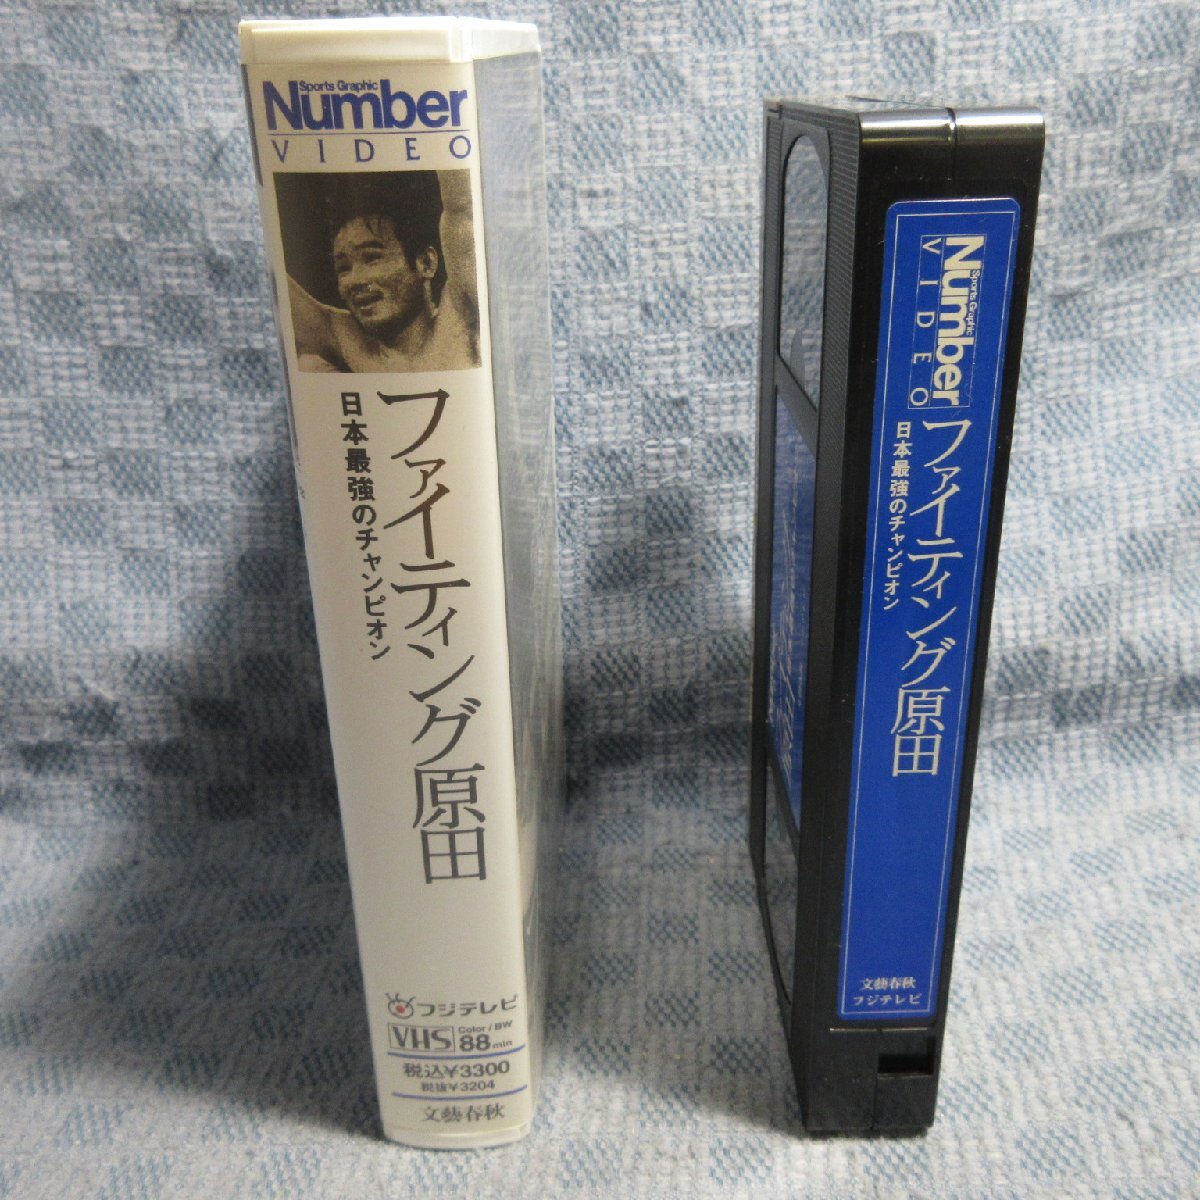 Sports Graphic
Number
VIDEO
ファイティング原田
日本最強のチャンピオン
フジテレビ
VHS
Color / BW
88min
税込¥3300
税抜¥3204
文藝春秋
Sports Graphic
Number
VIDEO
ファイティング原田
日本最強のチャンピオン
文藝春秋
フジテレビ